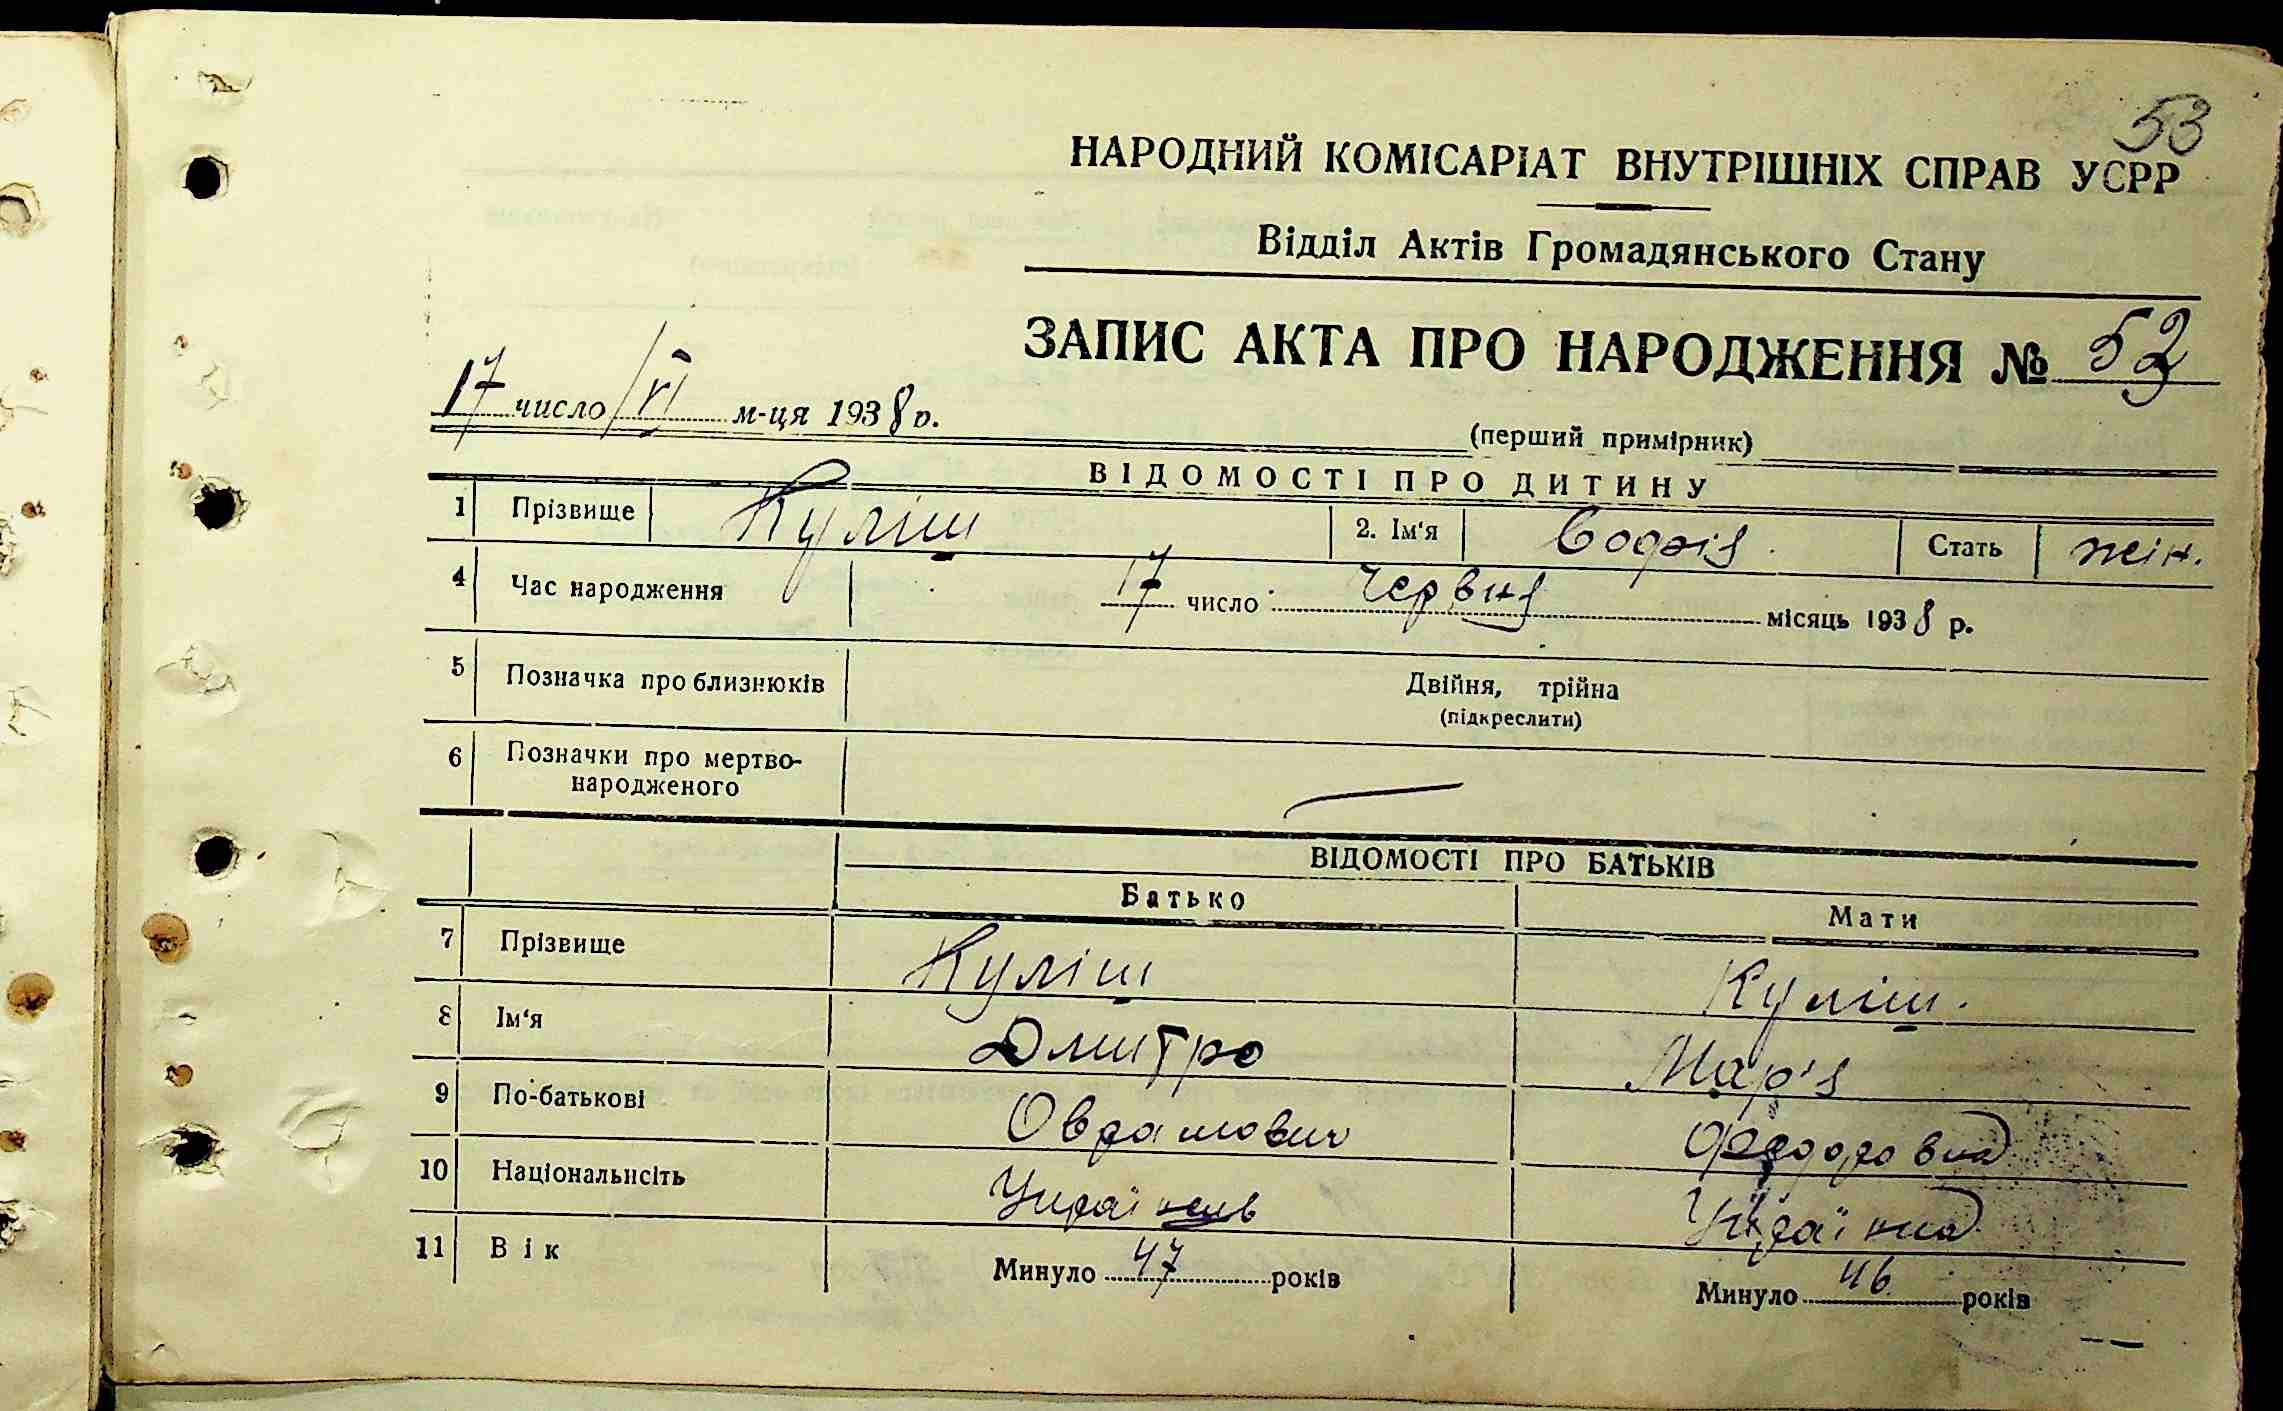 53
НАРОДНИЙ КОМІСАРІАТ ВНУТРІШНІХ СПРАВ УСРР
Відділ Актів Громадянського Стану
ЗАПИС АКТА ПРО НАРОДЖЕННЯ № 52
17 число VI м-ця 1938 р.
(перший примірник)
ВІДОМОСТІ ПРО ДИТИНУ
1 Прізвище Куліш 2. Ім'я Софія Стать жін.
4 Час народження 17 число Червня місяць 1938 р.
5 Позначка про близнюків Двійня, трійна
(підкреслити)
6 Позначки про мертво-
народженого
ВІДОМОСТІ ПРО БАТЬКІВ
Батько Мати
7 Прізвище Куліш Куліш.
8 Ім'я Дмитро Мар'я
9 По-батькові Оврамович Федоровна
10 Національність Українець Українка
11 Вік Минуло 47 років Минуло 46 років